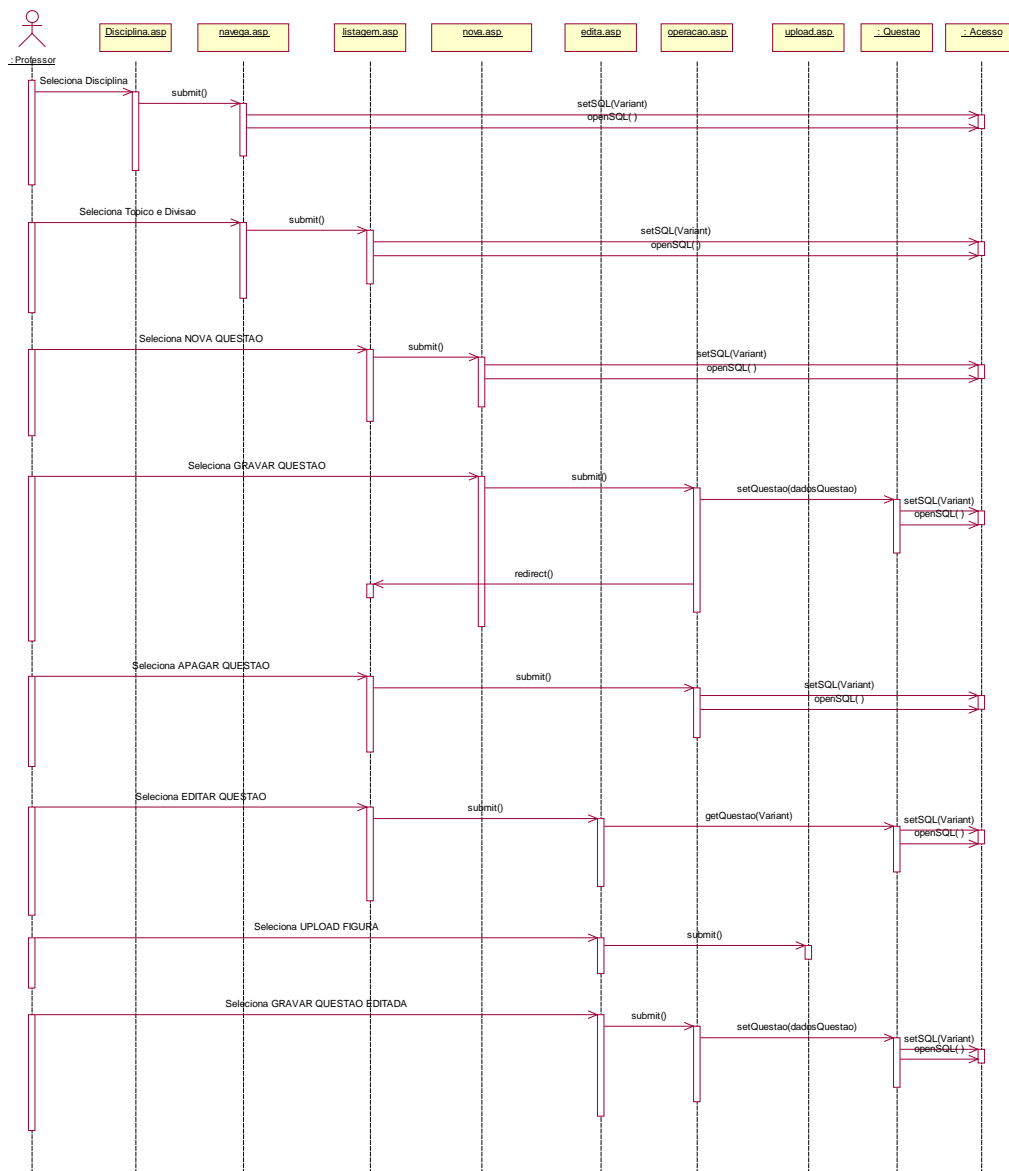 Disciplina.asp
navega.asp
listagem.asp
nova.asp
edita.asp
operacao.asp
upload.asp
: Questao
: Acesso
: Professor
Seleciona Disciplina
submit()
setSQL(Variant)
openSQL( )
Seleciona Topico e Divisao
submit()
setSQL(Variant)
openSQL( )
Seleciona NOVA QUESTAO
submit()
setSQL(Variant)
openSQL( )
Seleciona GRAVAR QUESTAO
submit()
setQuestao(dadosQuestao)
setSQL(Variant)
openSQL( )
redirect()
Seleciona APAGAR QUESTAO
submit()
setSQL(Variant)
openSQL( )
Seleciona EDITAR QUESTAO
submit()
getQuestao(Variant)
setSQL(Variant)
openSQL( )
Seleciona UPLOAD FIGURA
submit()
Seleciona GRAVAR QUESTAO EDITADA
submit()
setQuestao(dadosQuestao)
setSQL(Variant)
openSQL( )